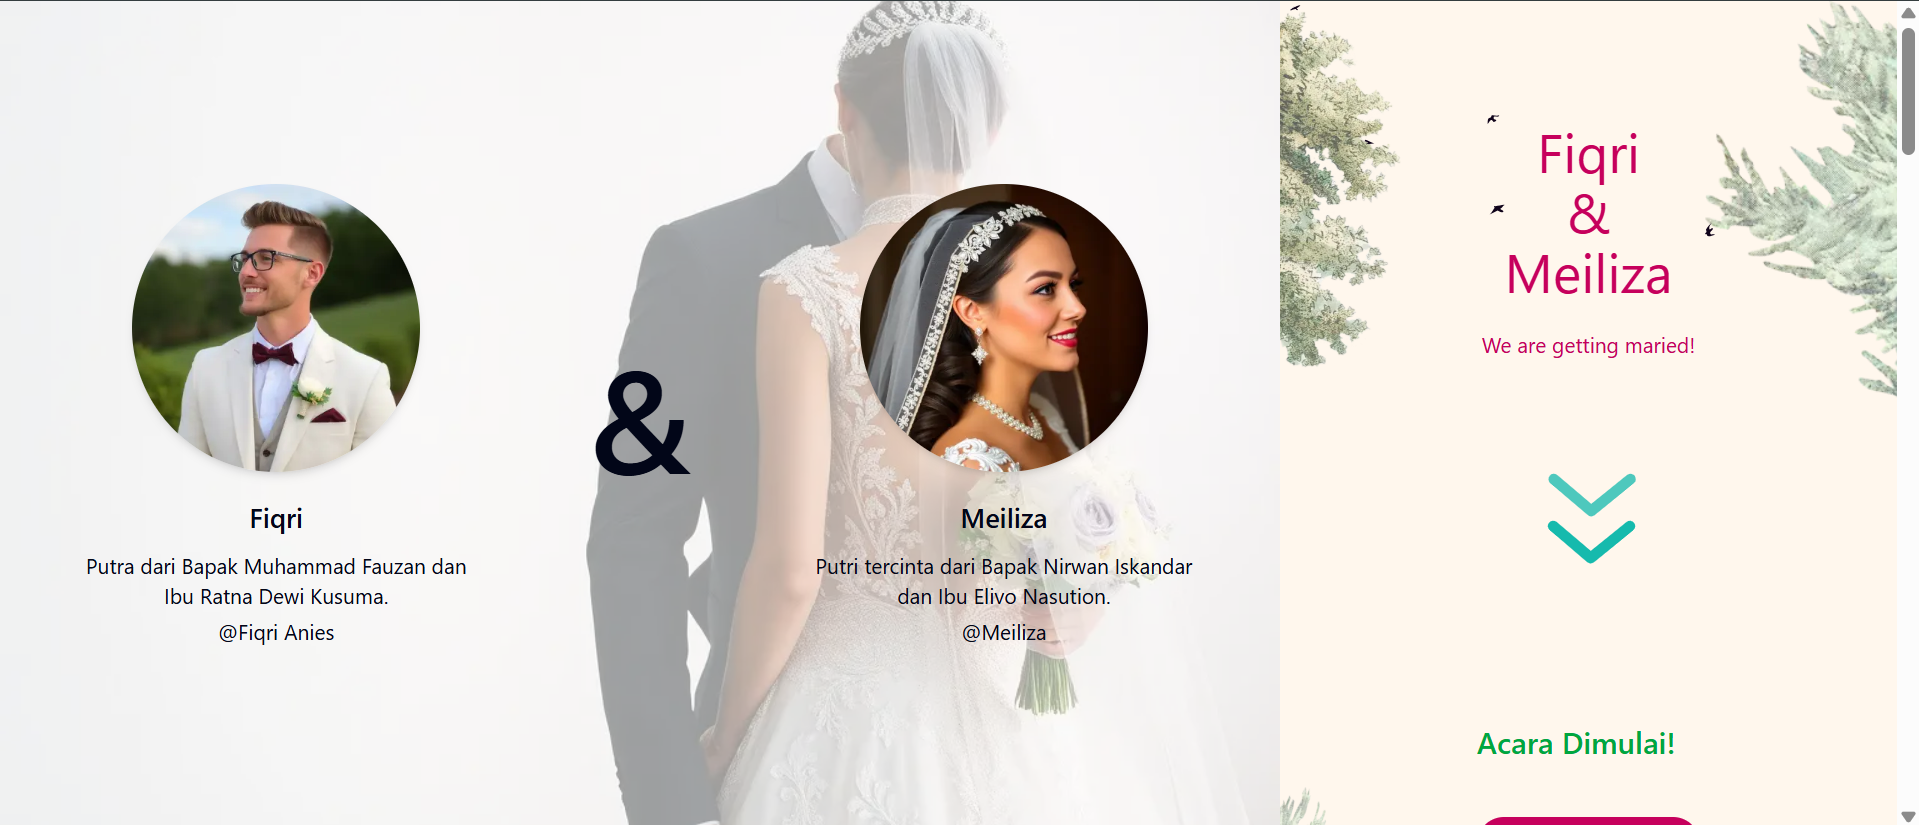 &
Fiqri
Putra dari Bapak Muhammad Fauzan dan
Ibu Ratna Dewi Kusuma.
@Fiqri Anies
Meiliza
Putri tercinta dari Bapak Nirwan Iskandar
dan Ibu Elivo Nasution.
@Meiliza
Fiqri
&
Meiliza
We are getting maried!
Acara Dimulai!